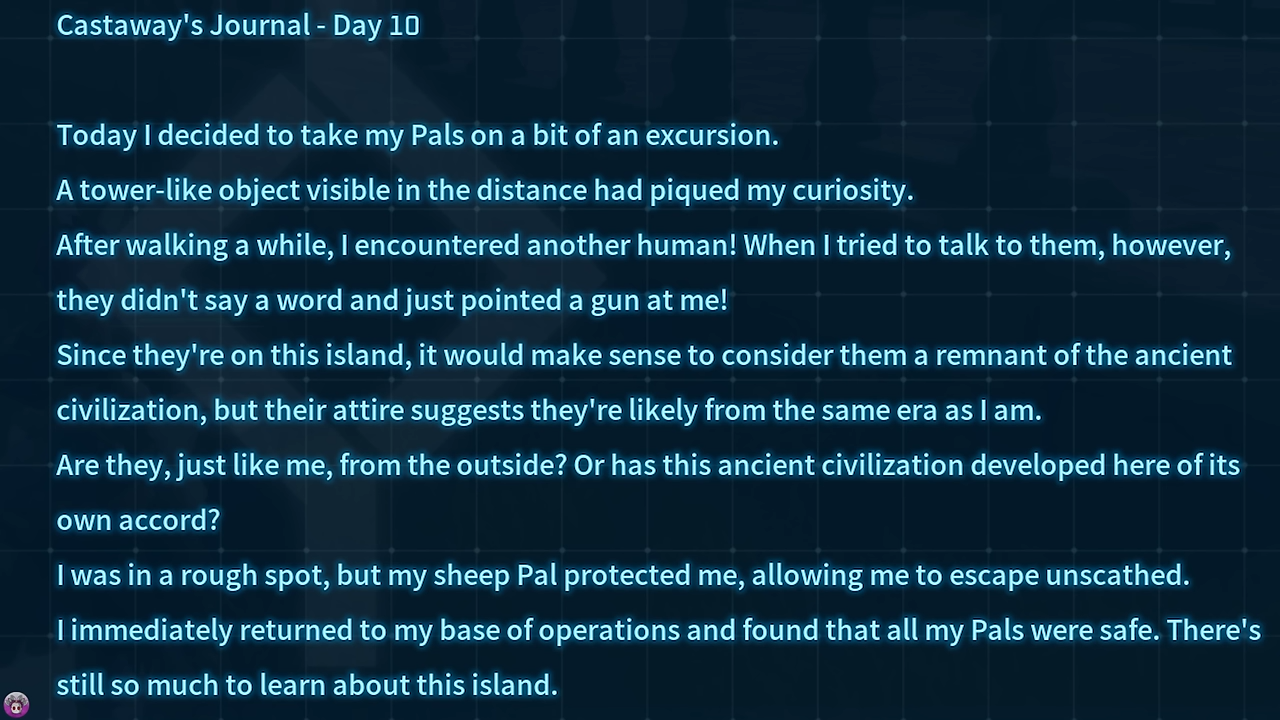 Castaway's Journal - Day 10
Today I decided to take my Pals on a bit of an excursion.
A tower-like object visible in the distance had piqued my curiosity.
After walking a while, I encountered another human! When I tried to talk to them, however,
they didn't say a word and just pointed a gun at me!
Since they're on this island, it would make sense to consider them a remnant of the ancient
civilization, but their attire suggests they're likely from the same era as I am.
Are they, just like me, from the outside? Or has this ancient civilization developed here of its
own accord?
I was in a rough spot, but my sheep Pal protected me, allowing me to escape unscathed.
I immediately returned to my base of operations and found that all my Pals were safe. There's
still so much to learn about this island.